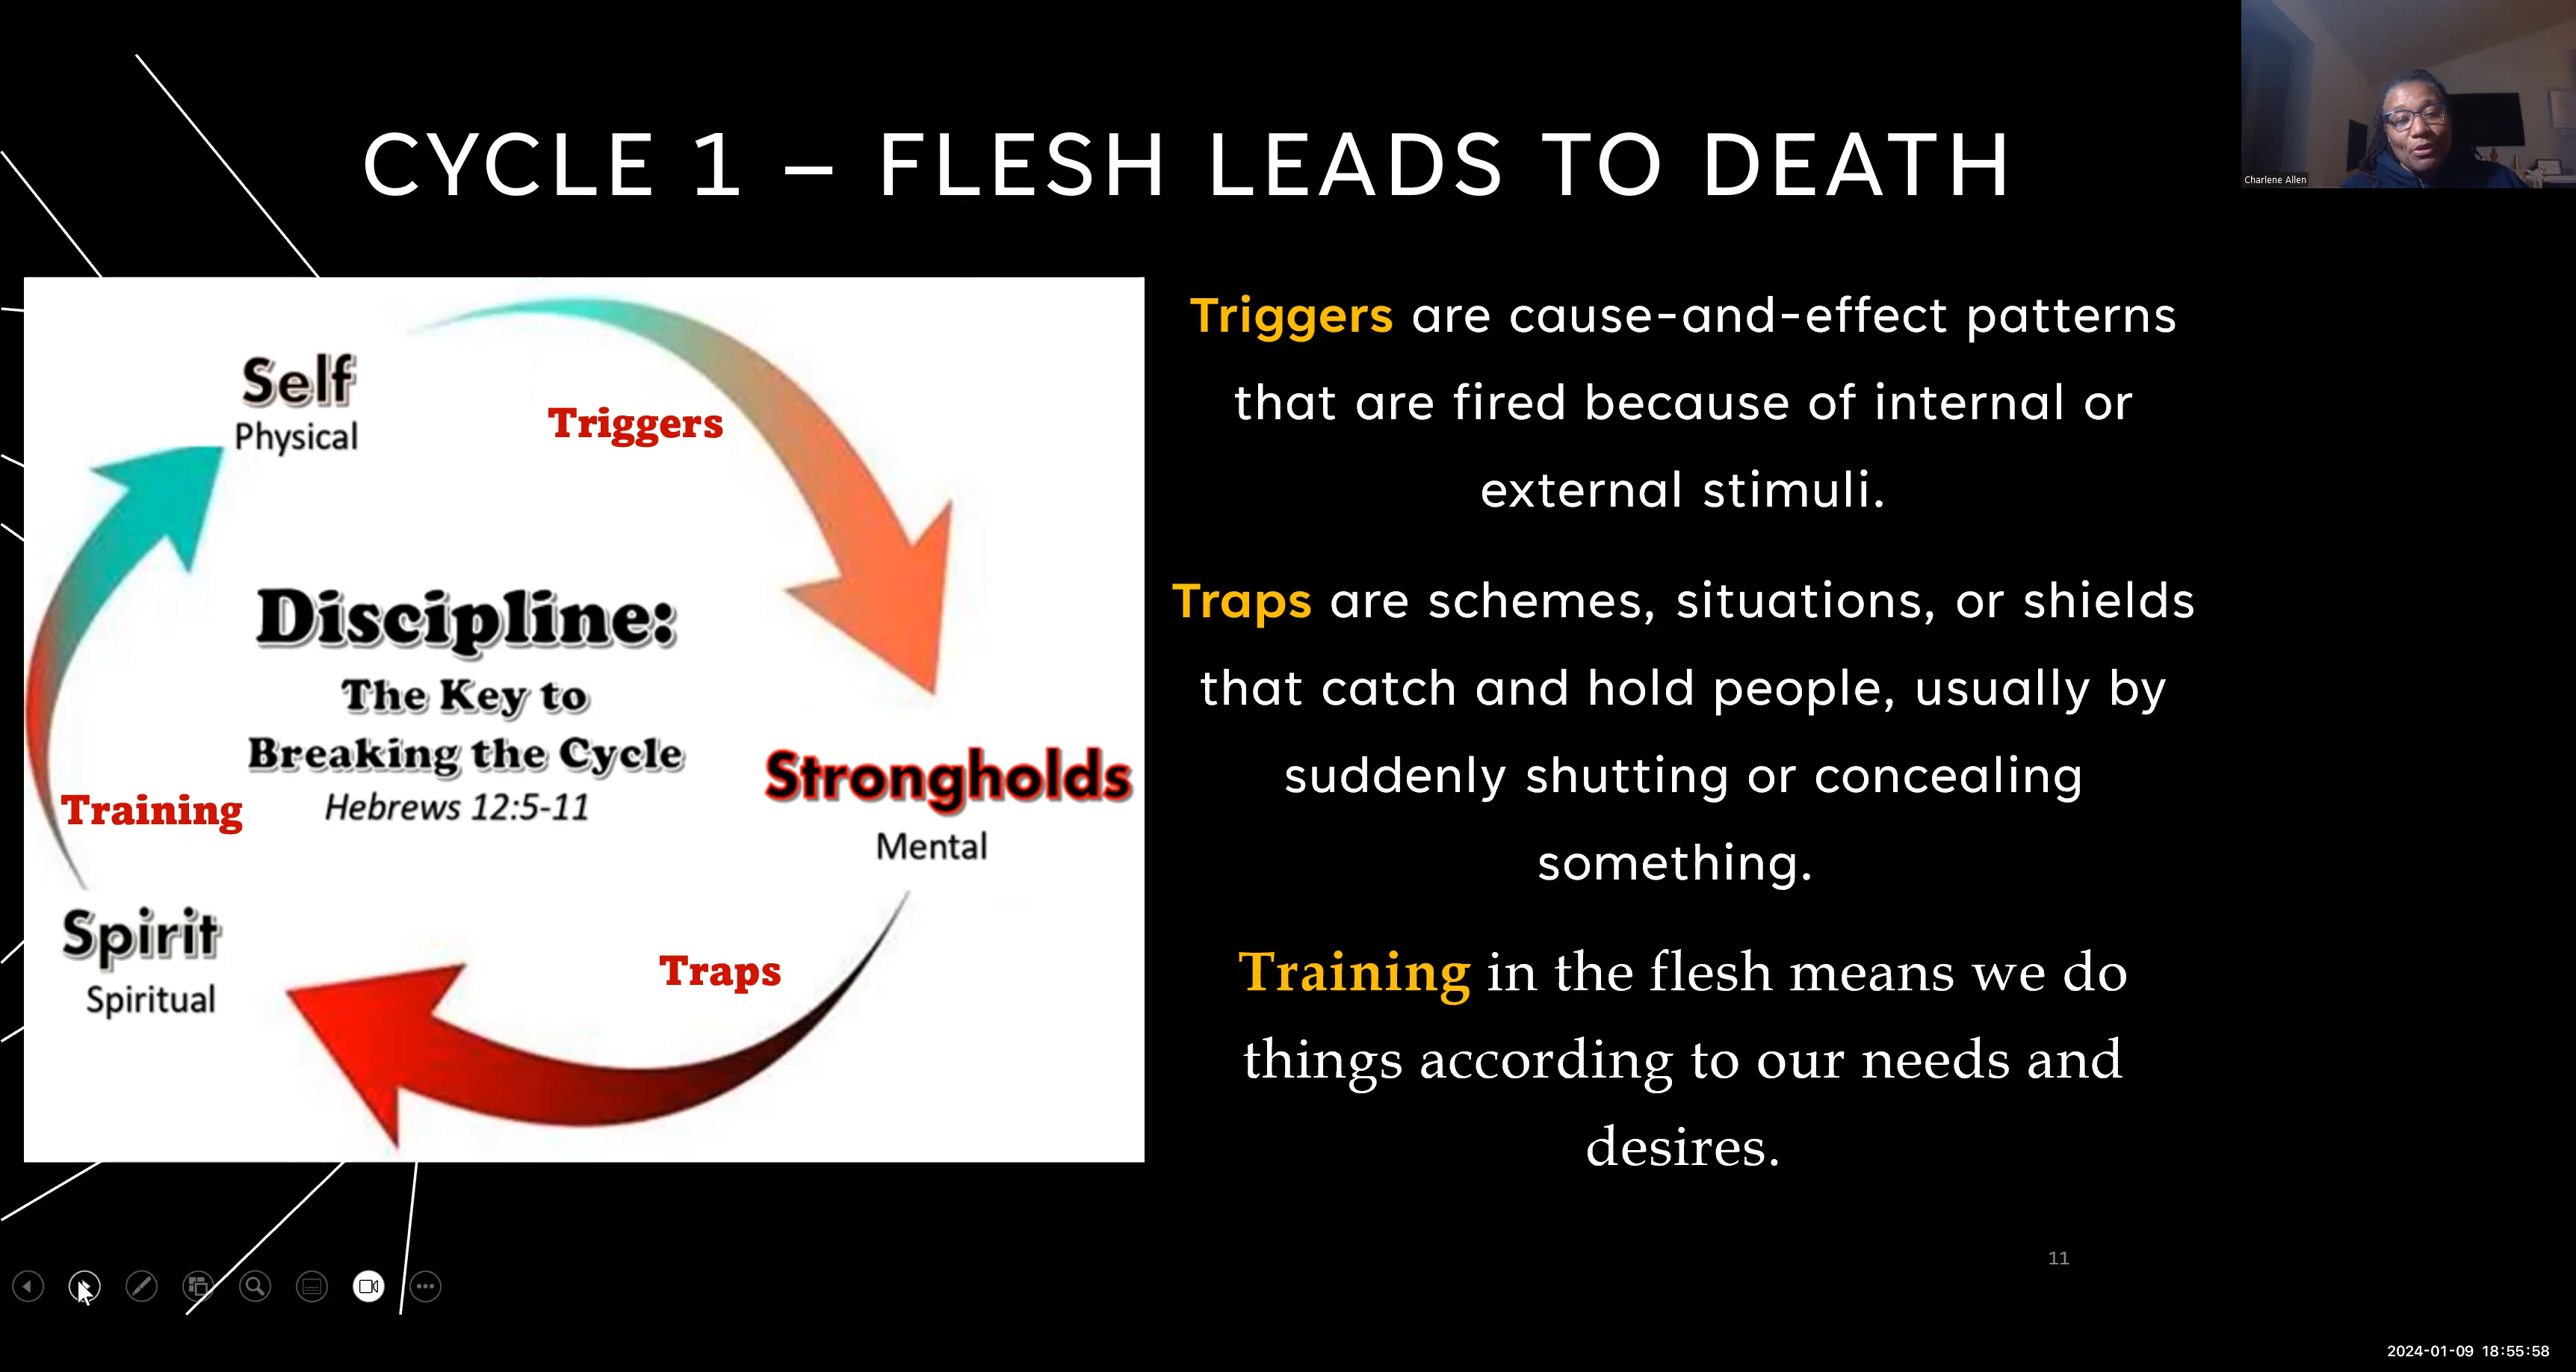 CYCLE 1 – FLESH LEADS TO DEATH
Charlene Allen
Self
Physical
Triggers
Discipline:
The Key to
Breaking the Cycle
Hebrews 12:5-11
Strongholds
Mental
Training
Spirit
Spiritual
Traps
Triggers are cause-and-effect patterns
that are fired because of internal or
external stimuli.
Traps are schemes, situations, or shields
that catch and hold people, usually by
suddenly shutting or concealing
something.
Training in the flesh means we do
things according to our needs and
desires.
11
2024-01-09 18:55:58